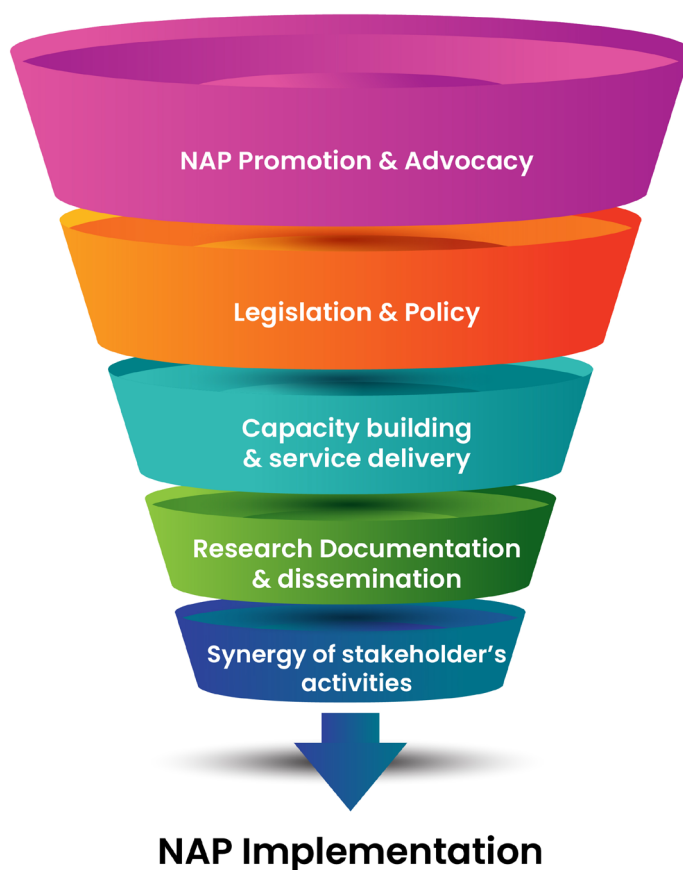 NAP Promotion & Advocacy
Legislation & Policy
Capacity building
& service delivery
Research Documentation
& dissemination
Synergy of stakeholder's
activities
NAP Implementation